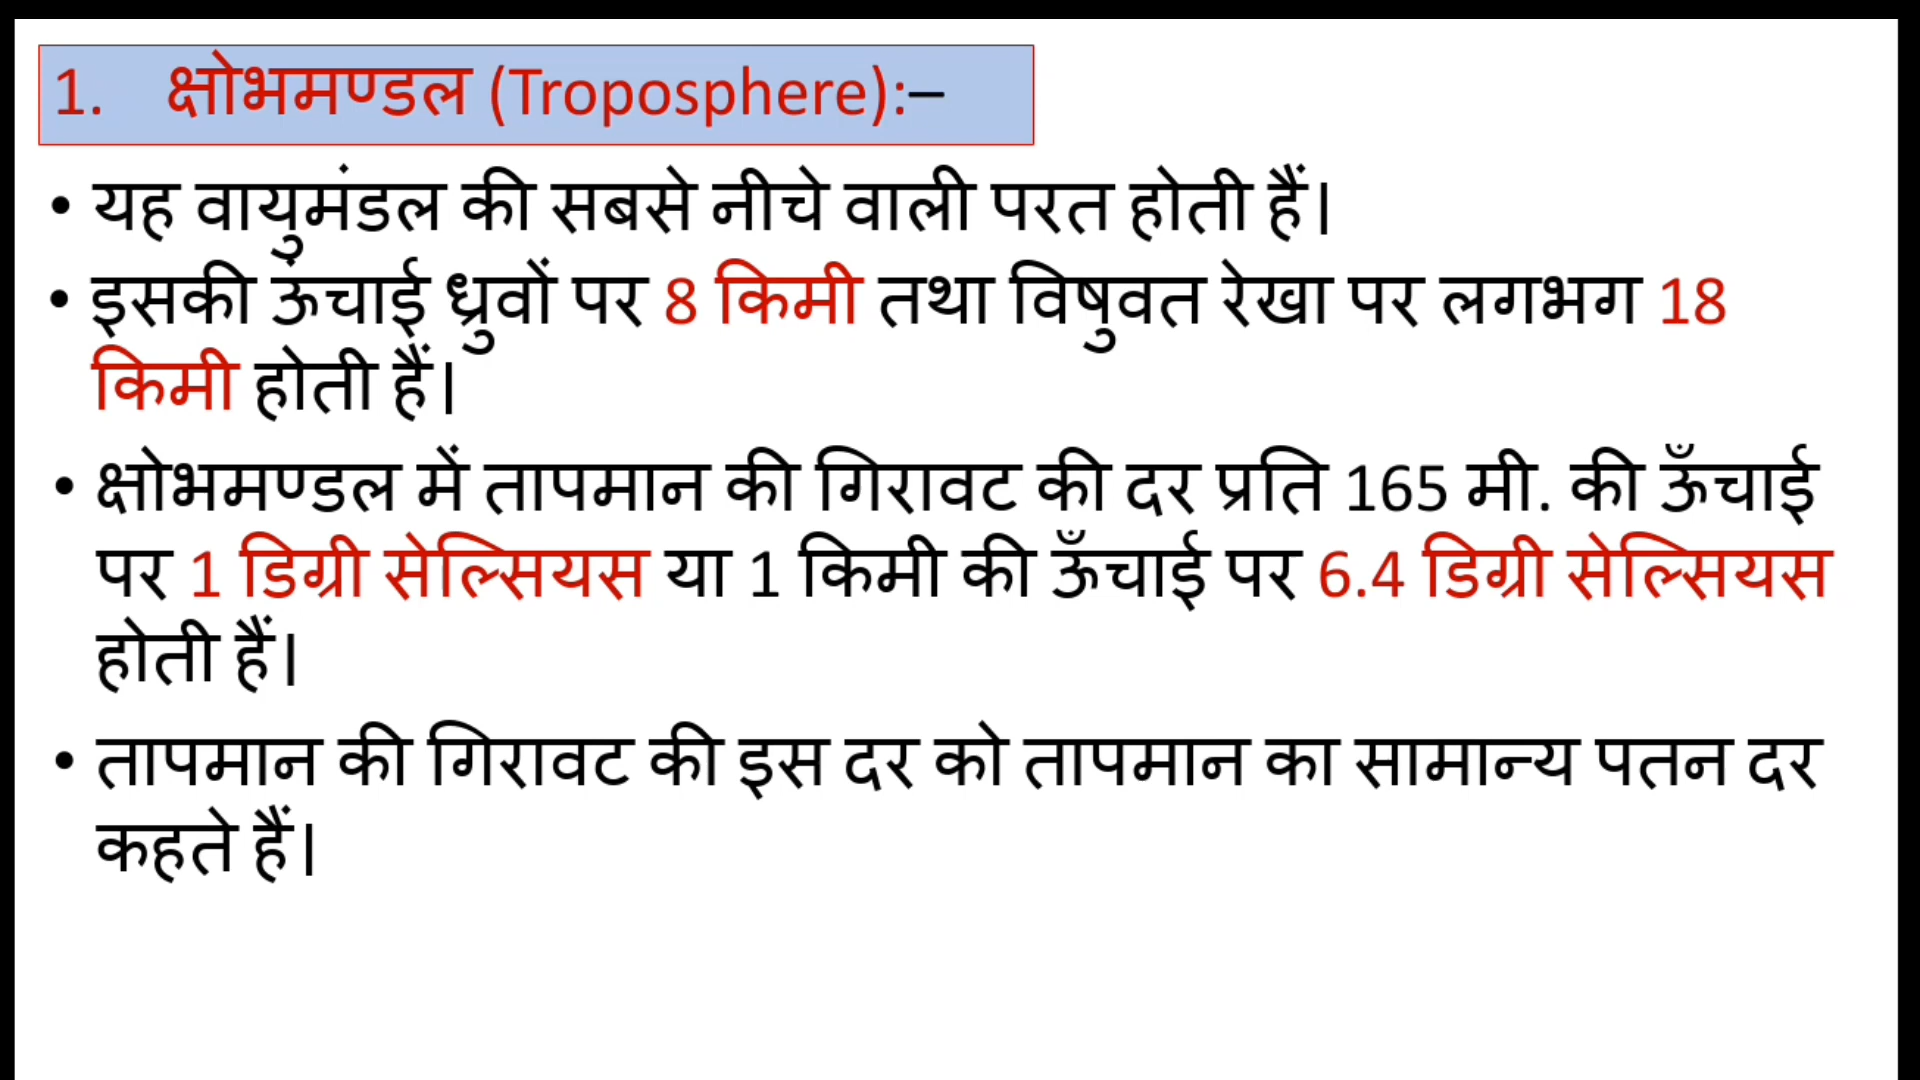 1. क्षोभमण्डल (Troposphere):–
• यह वायुमंडल की सबसे नीचे वाली परत होती हैं।
• इसकी ऊंचाई ध्रुवों पर 8 किमी तथा विषुवत रेखा पर लगभग 18
किमी होती हैं।
• क्षोभमण्डल में तापमान की गिरावट की दर प्रति 165 मी. की ऊँचाई
पर 1 डिग्री सेल्सियस या 1 किमी की ऊँचाई पर 6.4 डिग्री सेल्सियस
होती हैं।
• तापमान की गिरावट की इस दर को तापमान का सामान्य पतन दर
कहते हैं।